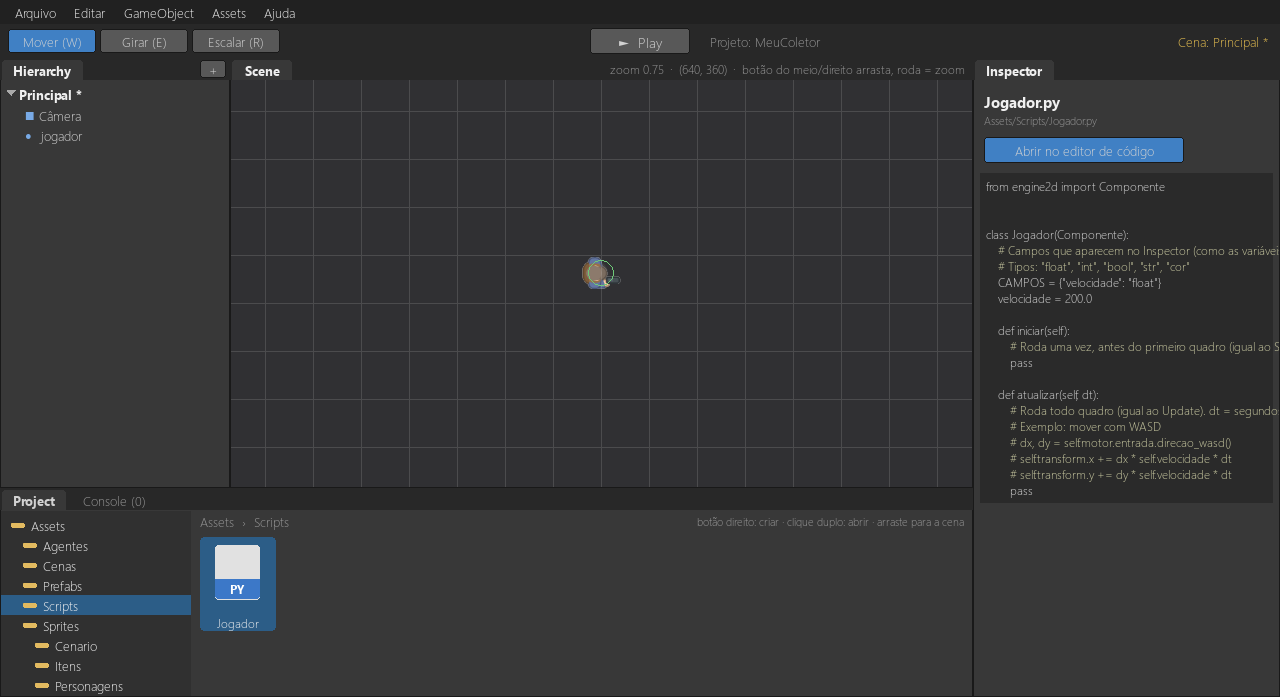 Arquivo Editar GameObject Assets Ajuda
Mover (W) Girar (E) Escalar (R) ► Play Projeto: MeuColetor Cena: Principal *
Hierarchy + Scene zoom 0.75 · (640, 360) · botão do meio/direito arrasta, roda = zoom Inspector
Principal *
Câmera
jogador
Jogador.py
Assets/Scripts/Jogador.py
Abrir no editor de código
from engine2d import Componente
class Jogador(Componente):
# Campos que aparecem no Inspector (como as variávei
# Tipos: "float", "int", "bool", "str", "cor"
CAMPOS = {"velocidade": "float"}
velocidade = 200.0
def iniciar(self):
# Roda uma vez, antes do primeiro quadro (igual ao S
pass
def atualizar(self, dt):
# Roda todo quadro (igual ao Update). dt = segundo
# Exemplo: mover com WASD
# dx, dy = self.motor.entrada.direcao_wasd()
# self.transform.x += dx * self.velocidade * dt
# self.transform.y += dy * self.velocidade * dt
pass
Project Console (0)
Assets
Agentes
Cenas
Prefabs
Scripts
Sprites
Cenario
Itens
Personagens
Assets › Scripts botão direito: criar · clique duplo: abrir · arraste para a cena
PY
Jogador